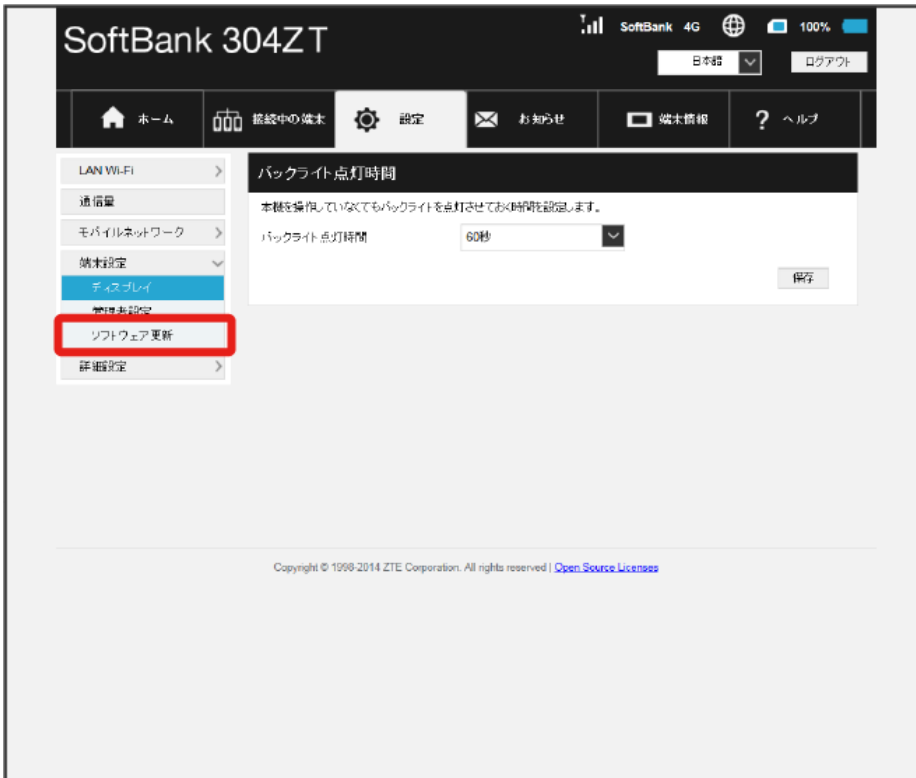 SoftBank 304ZT
SoftBank 4G 100%
日本語 ログアウト
ホーム 接続中の端末 設定 お知らせ 端末情報 ? ヘルプ
LAN Wi-Fi
通信量
モバイルネットワーク
端末設定
ディスプレイ
管理者設定
ソフトウェア更新
詳細設定
バックライト点灯時間
本機を操作していなくてもバックライトを点灯させておく時間を設定します。
バックライト点灯時間 60秒
保存
Copyright © 1998-2014 ZTE Corporation. All rights reserved | Open Source Licenses